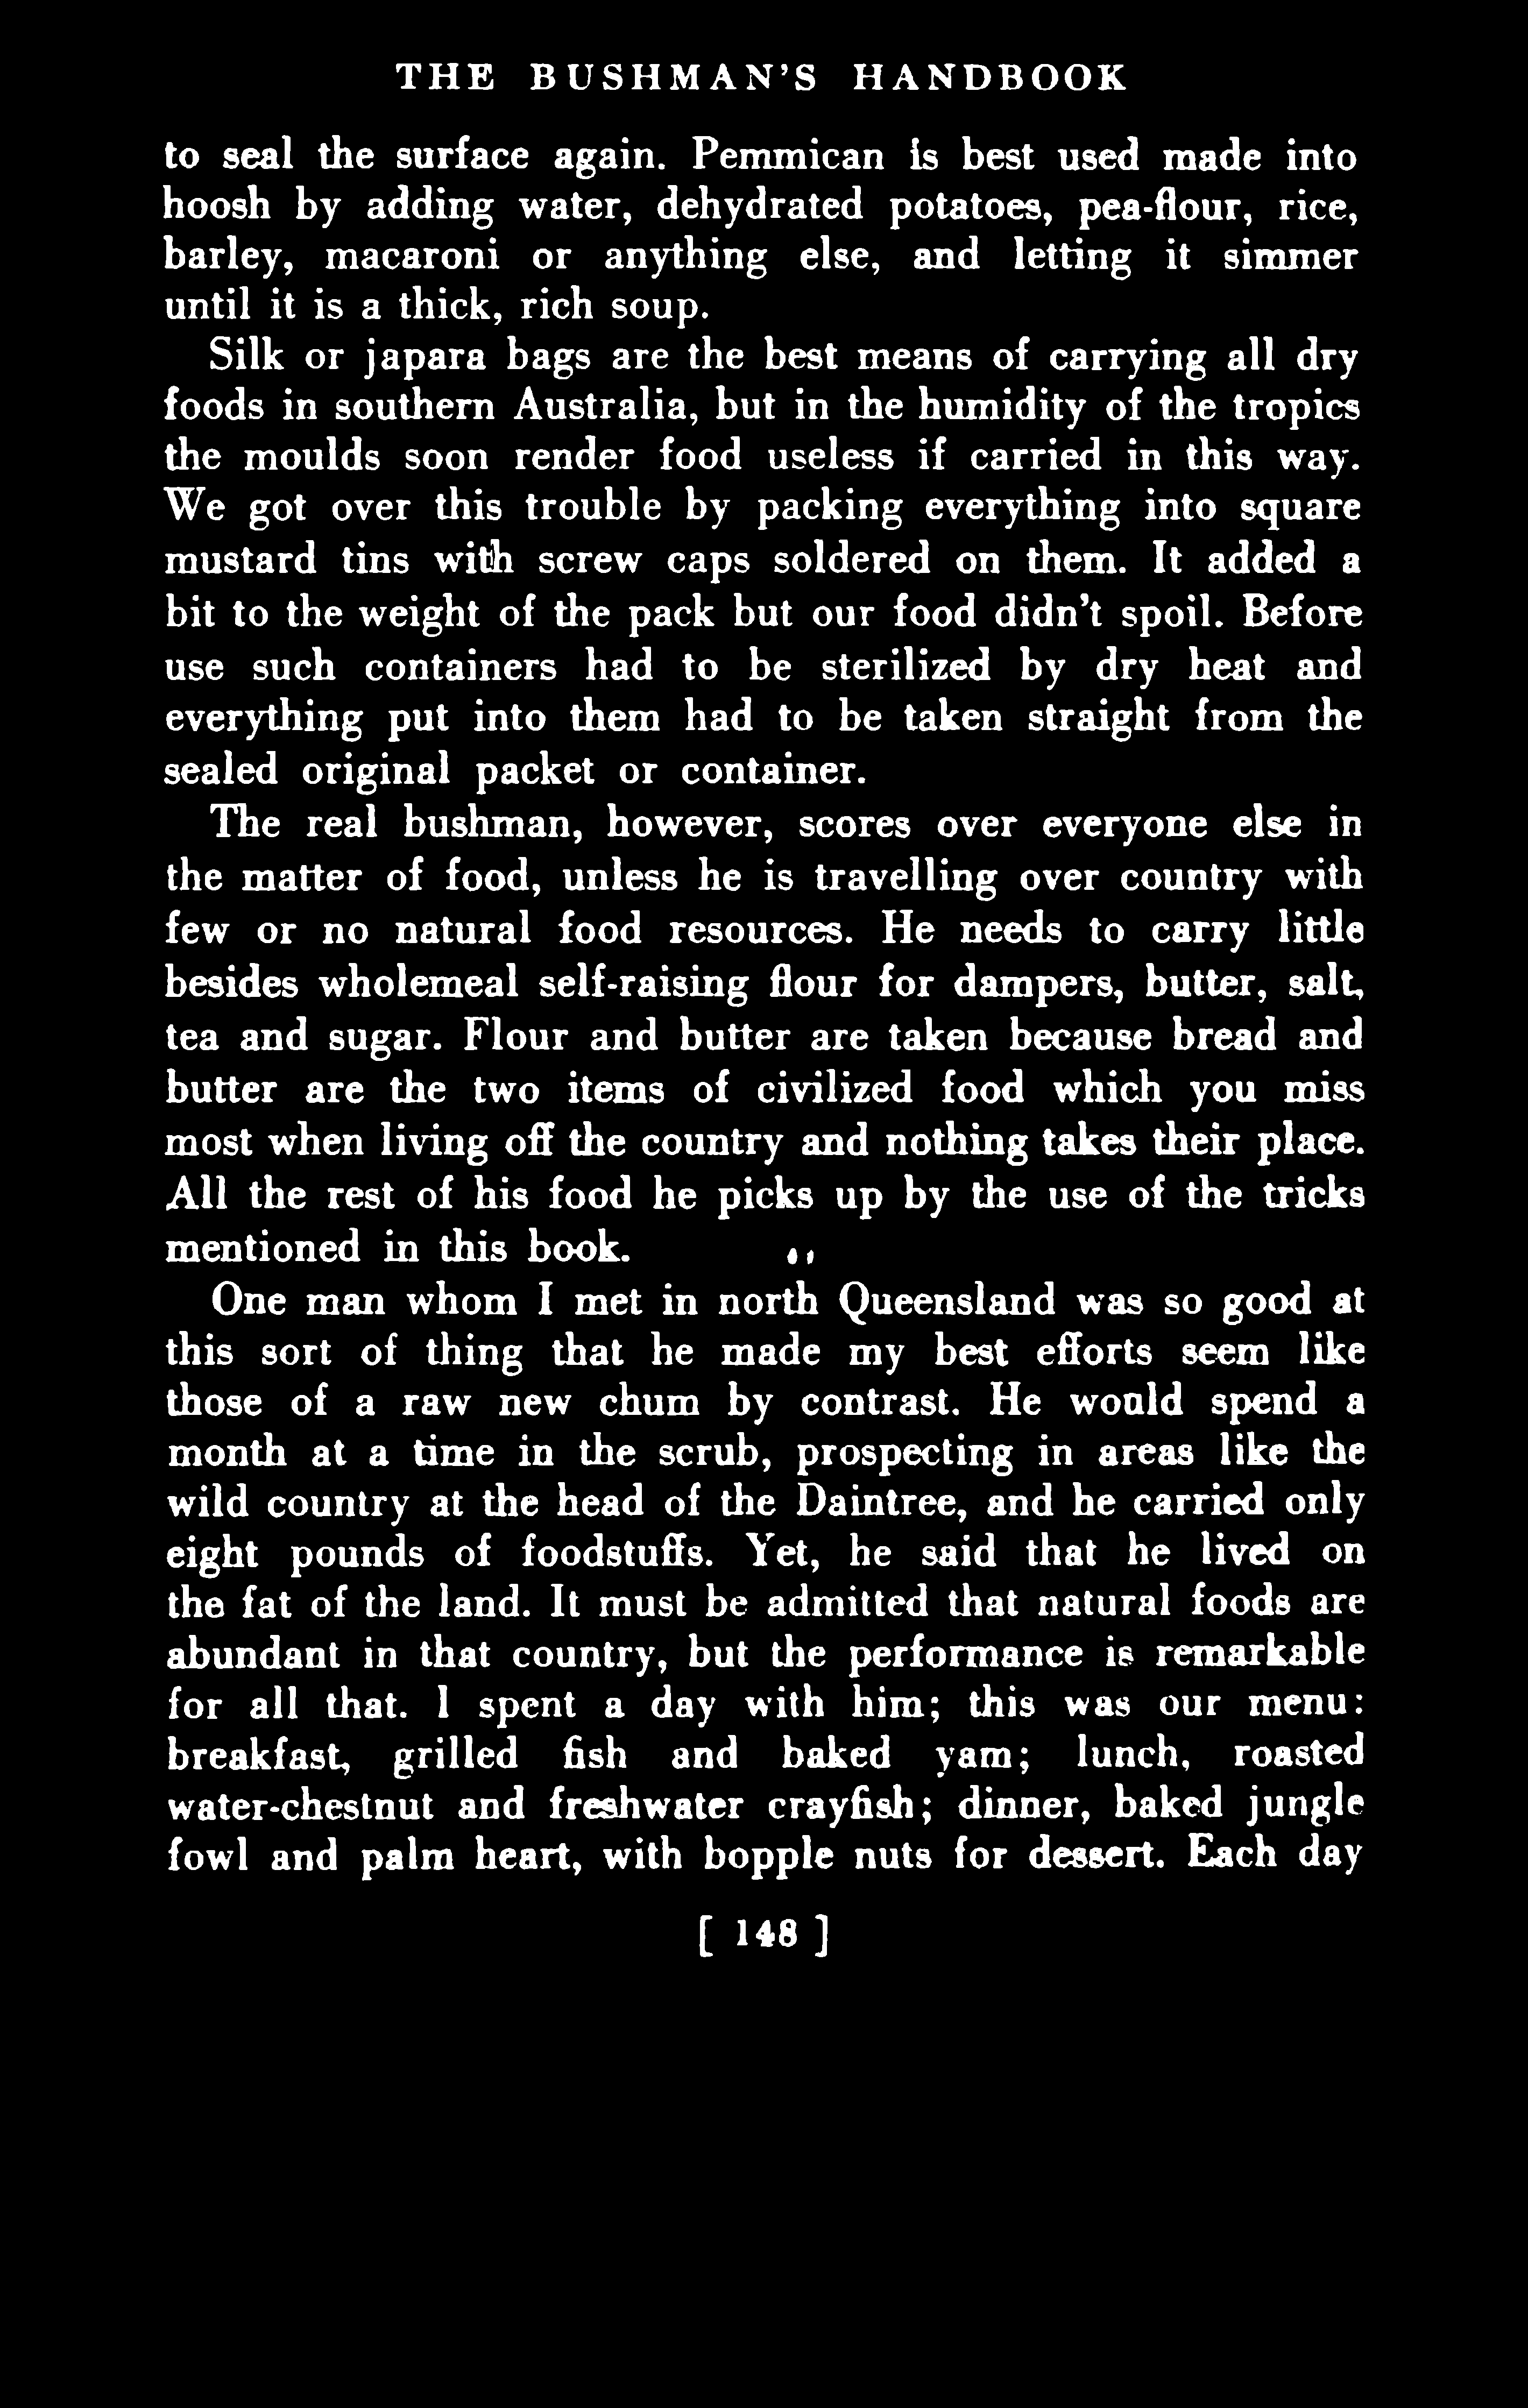 THE BUSHMAN'S HANDBOOK
to seal the surface again. Pemmican is best used made into
hoosh by adding water, dehydrated potatoes, pea-flour, rice,
barley, macaroni or anything else, and letting it simmer
until it is a thick, rich soup.
Silk or japara bags are the best means of carrying all dry
foods in southern Australia, but in the humidity of the tropics
the moulds soon render food useless if carried in this way.
We got over this trouble by packing everything into square
mustard tins with screw caps soldered on them. It added a
bit to the weight of the pack but our food didn't spoil. Before
use such containers had to be sterilized by dry heat and
everything put into them had to be taken straight from the
sealed original packet or container.
The real bushman, however, scores over everyone else in
the matter of food, unless he is travelling over country with
few or no natural food resources. He needs to carry little
besides wholemeal self-raising flour for dampers, butter, salt,
tea and sugar. Flour and butter are taken because bread and
butter are the two items of civilized food which you miss
most when living off the country and nothing takes their place.
All the rest of his food he picks up by the use of the tricks
mentioned in this book.
One man whom I met in north Queensland was so good at
this sort of thing that he made my best efforts seem like
those of a raw new chum by contrast. He would spend a
month at a time in the scrub, prospecting in areas like the
wild country at the head of the Daintree, and he carried only
eight pounds of foodstuffs. Yet, he said that he lived on
the fat of the land. It must be admitted that natural foods are
abundant in that country, but the performance is remarkable
for all that. I spent a day with him; this was our menu:
breakfast, grilled fish and baked yam; lunch, roasted
water-chestnut and freshwater crayfish; dinner, baked jungle
fowl and palm heart, with bopple nuts for dessert. Each day
[ 148 ]